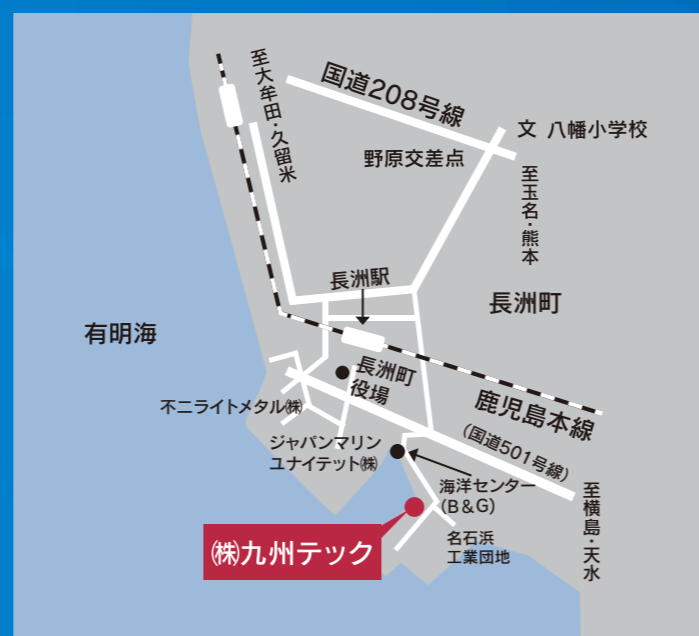 至大牟田・久留米
国道208号線
文 八幡小学校
野原交差点
至玉名・熊本
長洲駅
長洲町
有明海
長洲町
役場
不二ライトメタル㈱
鹿児島本線
(国道501号線)
ジャパンマリン
ユナイテット㈱
海洋センター
(B&G)
至横島・天水
㈱九州テック
名石浜
工業団地